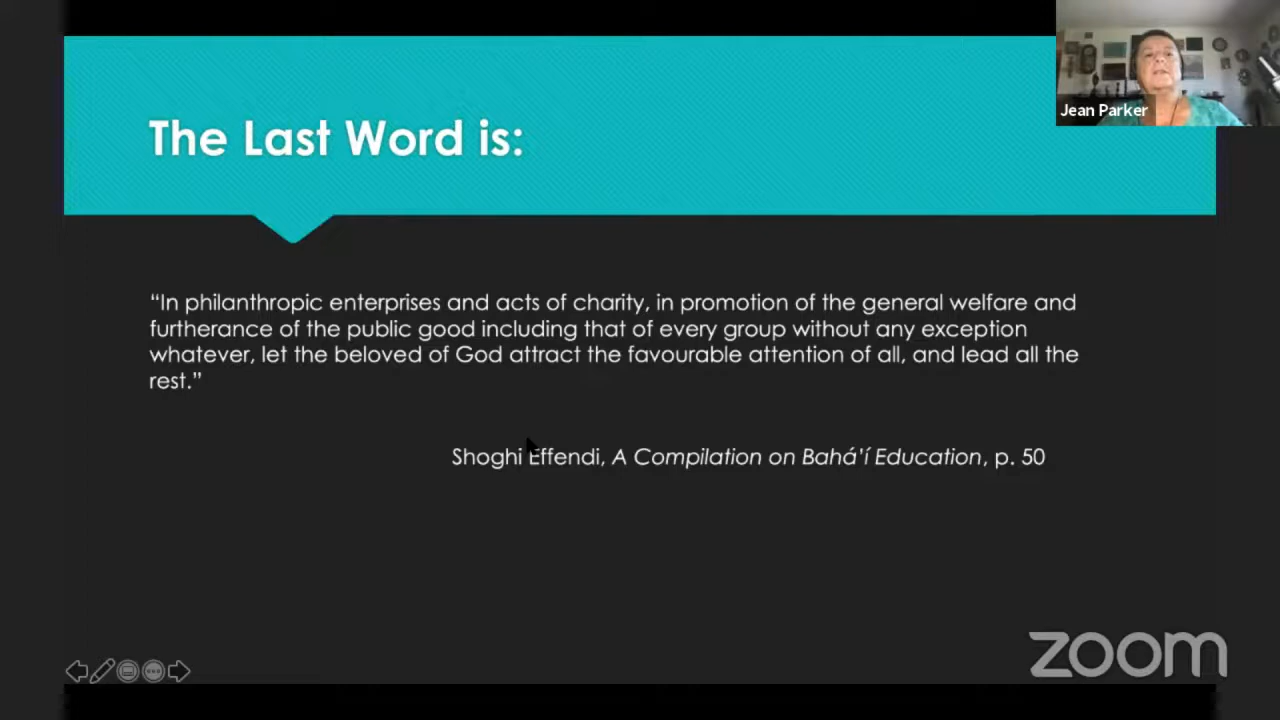 Jean Parker
The Last Word is:
“In philanthropic enterprises and acts of charity, in promotion of the general welfare and
furtherance of the public good including that of every group without any exception
whatever, let the beloved of God attract the favourable attention of all, and lead all the
rest.”
Shoghi Effendi, A Compilation on Bahá’í Education, p. 50
zoom